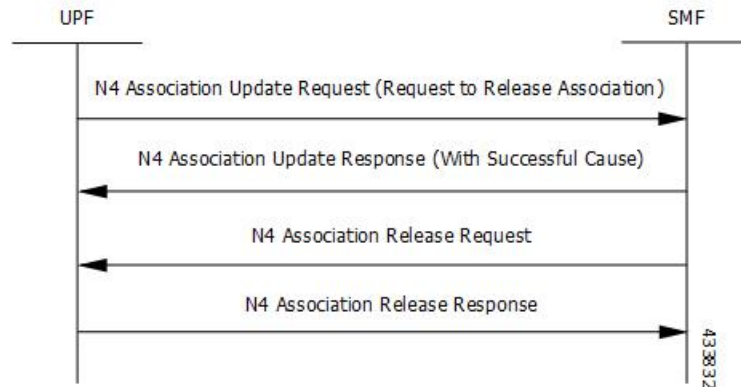 UPF
SMF
N4 Association Update Request (Request to Release Association)
N4 Association Update Response (With Successful Cause)
N4 Association Release Request
N4 Association Release Response
433832